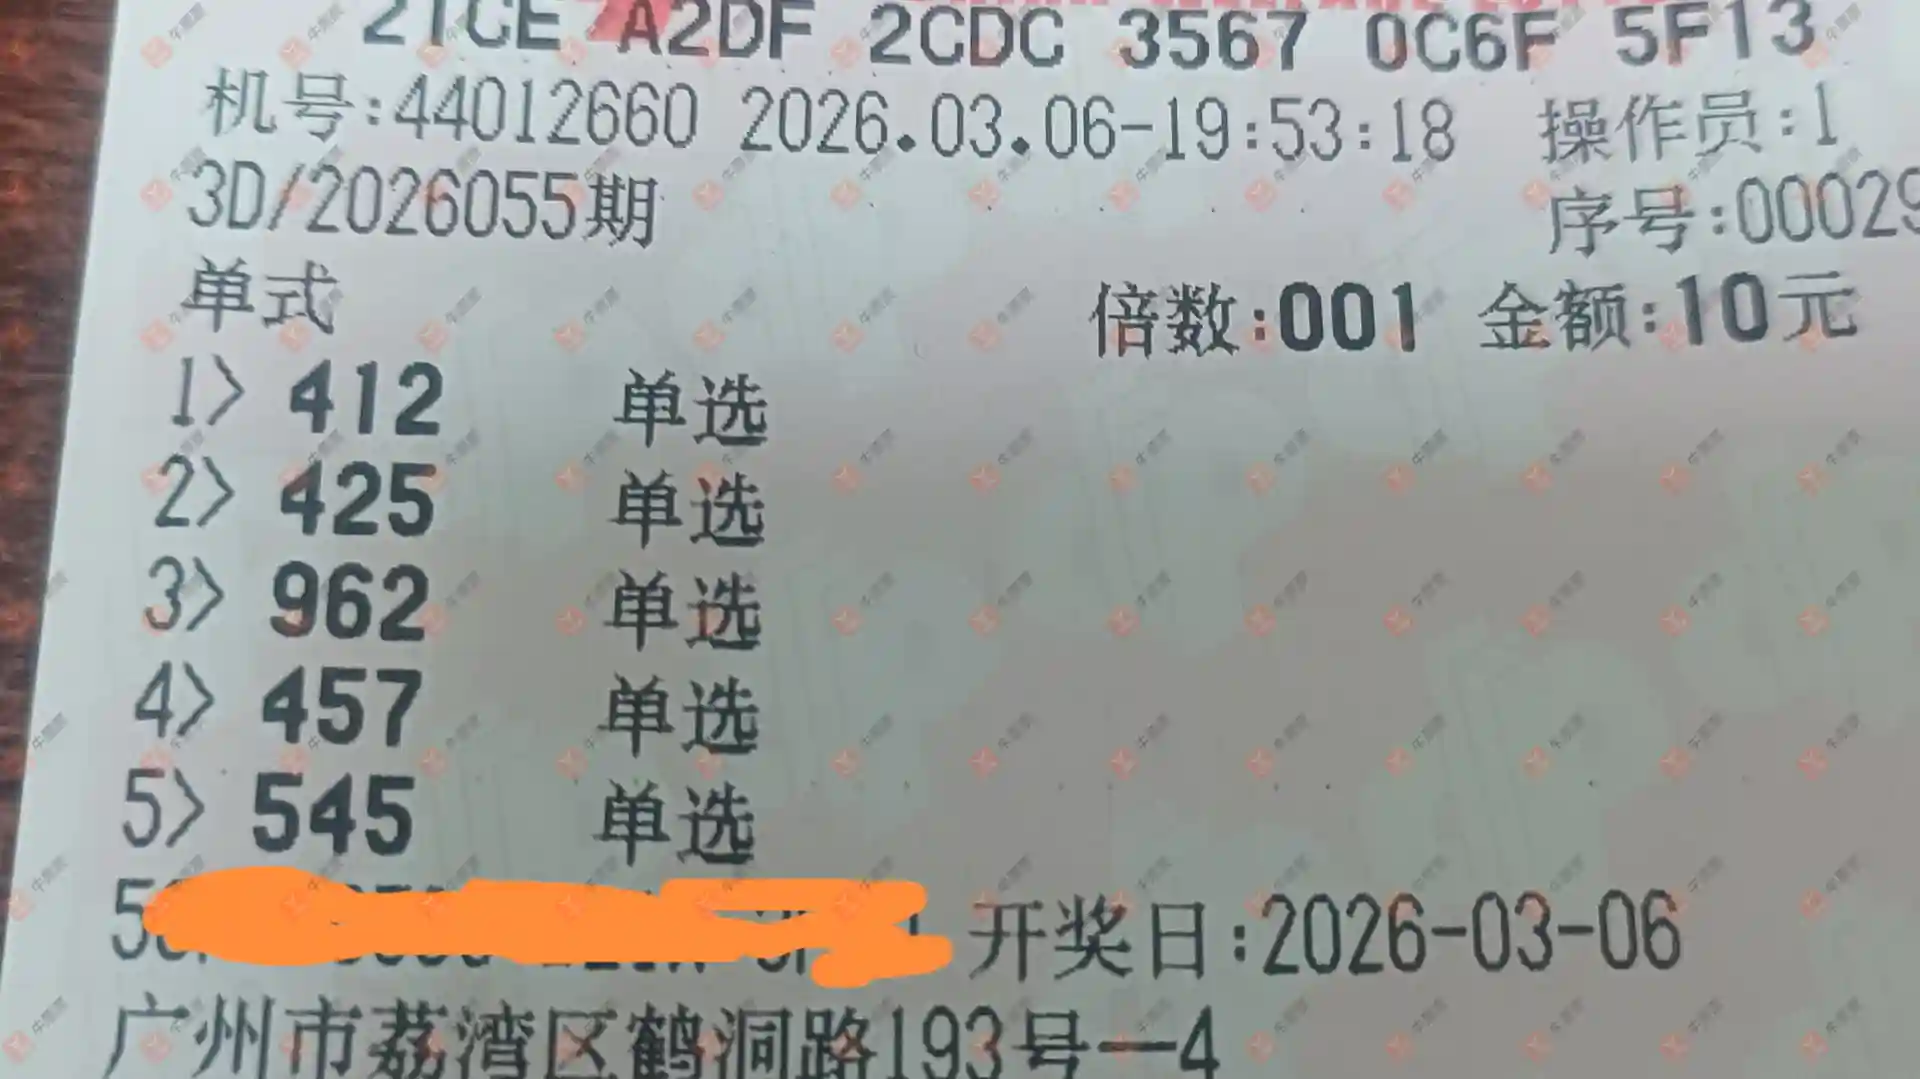 21CE A2DF 2CDC 3567 0C6F 5F13
机号:44012660 2026.03.06-19:53:18 操作员:1
3D/2026055期 序号:00029
单式 倍数:001 金额:10元
1> 412 单选
2> 425 单选
3> 962 单选
4> 457 单选
5> 545 单选
开奖日:2026-03-06
广州市荔湾区鹤洞路193号-4